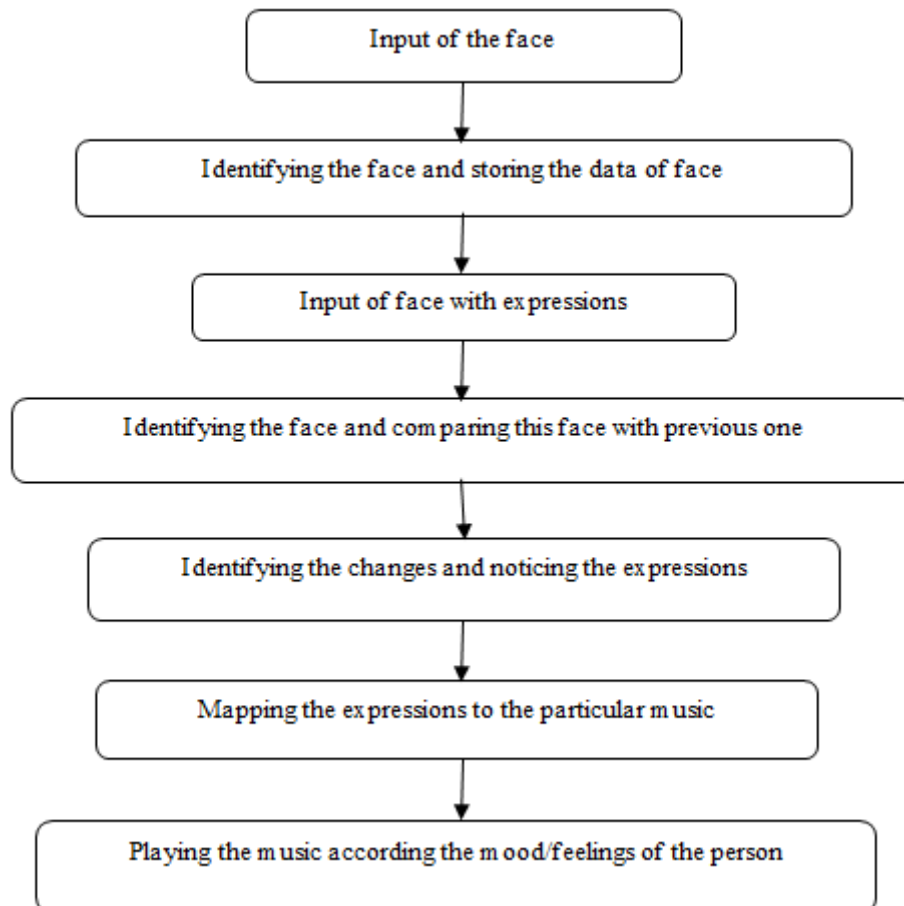 Input of the face
Identifying the face and storing the data of face
Input of face with expressions
Identifying the face and comparing this face with previous one
Identifying the changes and noticing the expressions
Mapping the expressions to the particular music
Playing the music according the mood/feelings of the person